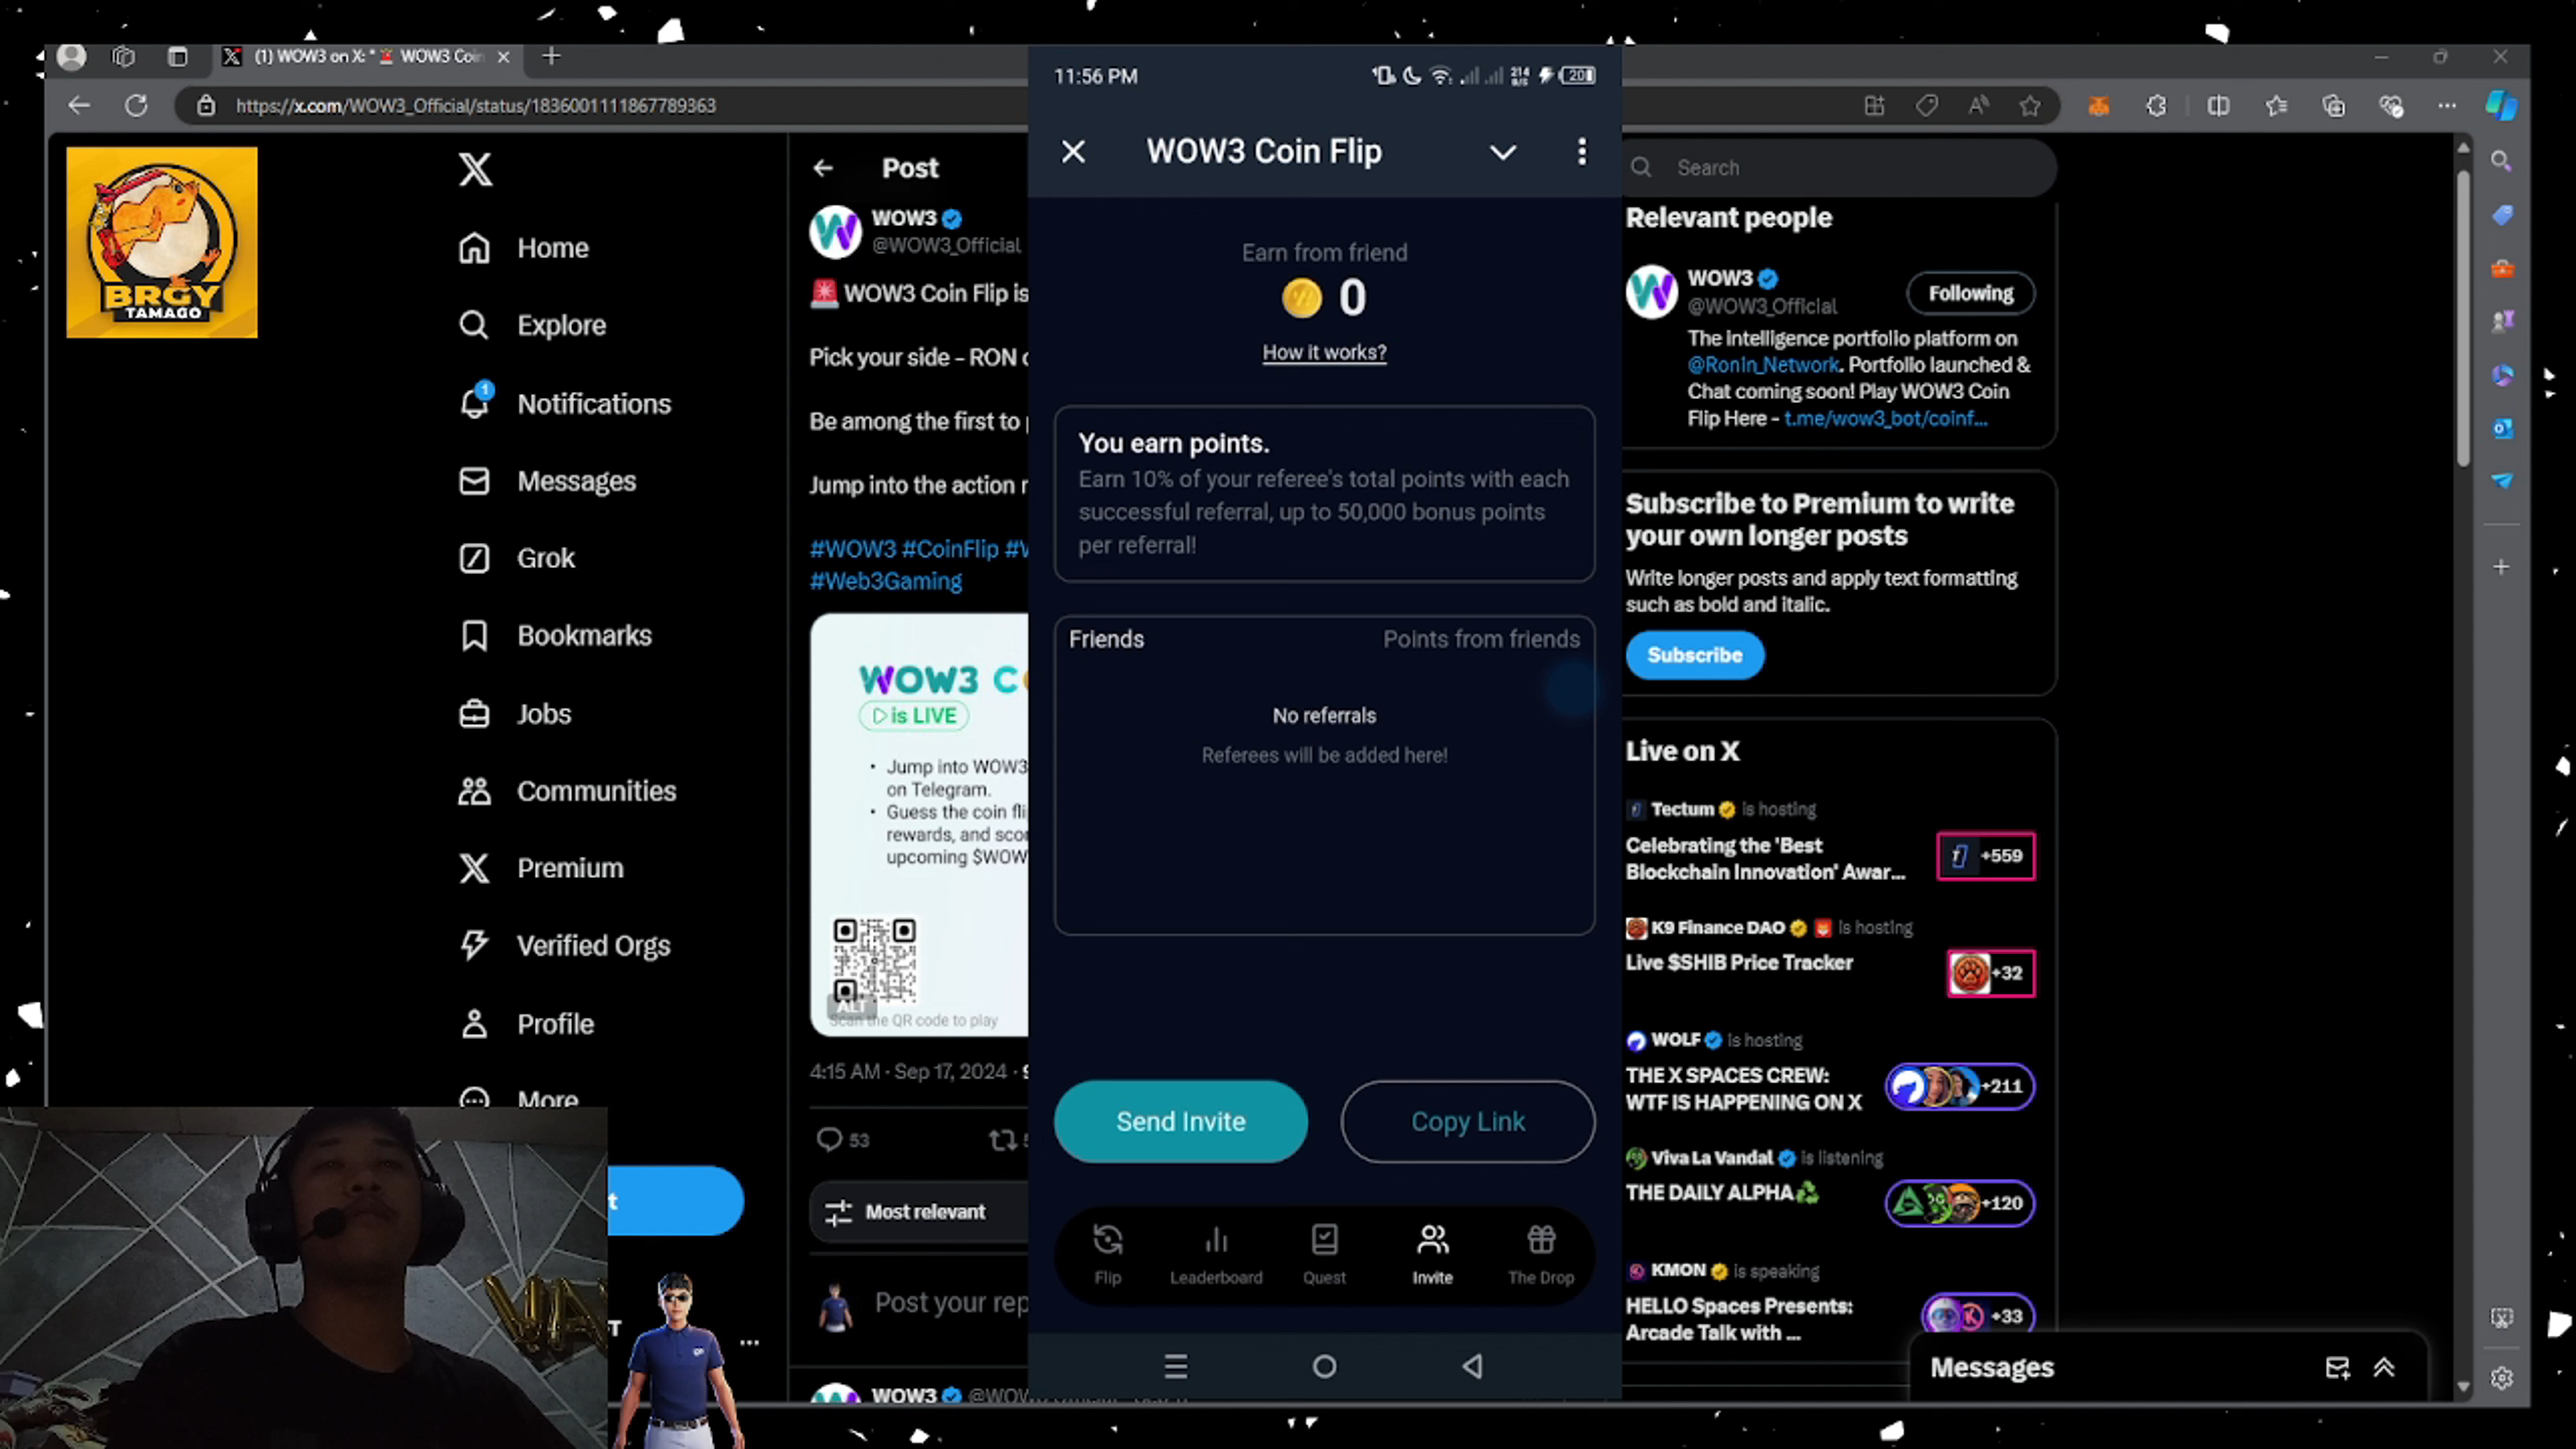 (1) WOW3 on X: "🚨 WOW3 Coin
https://x.com/WOW3_Official/status/1836001111867789363
BRGY
TAMAGO
Home
Explore
1
Notifications
Messages
Grok
Bookmarks
Jobs
Communities
Premium
Verified Orgs
Profile
More
Post
WOW3
@WOW3_Official
🚨 WOW3 Coin Flip is
Pick your side – RON
Be among the first to
Jump into the action
#WOW3 #CoinFlip
#Web3Gaming
WOW3
is LIVE
• Jump into WOW3
on Telegram.
• Guess the coin
rewards, and
upcoming
ALT
Scan the QR code to play
4:15 AM · Sep 17, 2024 ·
53
Most relevant
Post your
WOW3
11:56 PM
20
WOW3 Coin Flip
Earn from friend
0
How it works?
You earn points.
Earn 10% of your referee's total points with each
successful referral, up to 50,000 bonus points
per referral!
Friends
Points from friends
No referrals
Referees will be added here!
Send Invite
Copy Link
Flip
Leaderboard
Quest
Invite
The Drop
Search
Relevant people
WOW3
@WOW3_Official
Following
The intelligence portfolio platform on
@Ronin_Network. Portfolio launched &
Chat coming soon! Play WOW3 Coin
Flip Here - t.me/wow3_bot/coinf...
Subscribe to Premium to write
your own longer posts
Write longer posts and apply text formatting
such as bold and italic.
Subscribe
Live on X
Tectum is hosting
Celebrating the 'Best
Blockchain Innovation' Awar...
+559
K9 Finance DAO is hosting
Live $SHIB Price Tracker
+32
WOLF is hosting
THE X SPACES CREW:
WTF IS HAPPENING ON X
+211
Viva La Vandal is listening
THE DAILY ALPHA♻
+120
KMON is speaking
HELLO Spaces Presents:
Arcade Talk with ...
+33
Messages